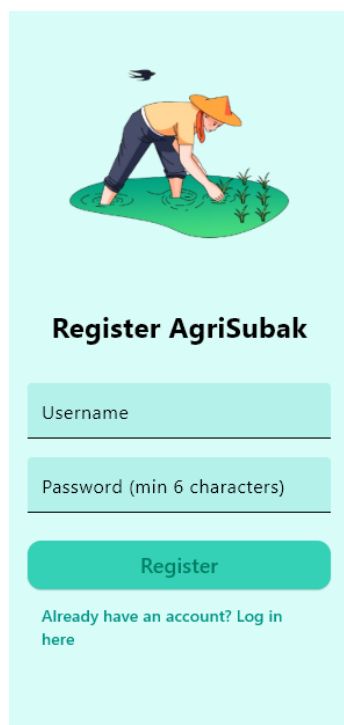 Register AgriSubak
Username
Password (min 6 characters)
Register
Already have an account? Log in
here